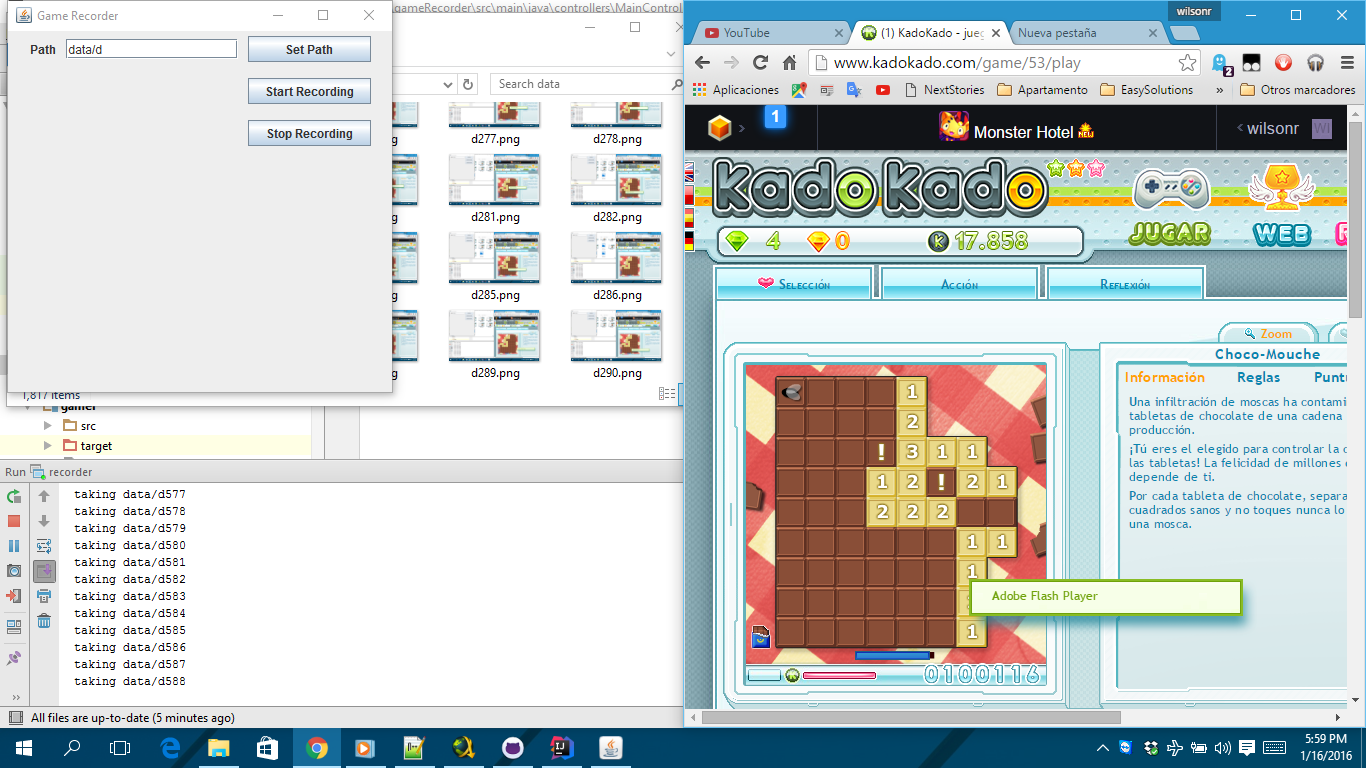 Game Recorder
Path data/d Set Path
Start Recording
Stop Recording
.gameRecorder\src\main\java\controllers\MainControl
Search data
d277.png d278.png
d281.png d282.png
d285.png d286.png
d289.png d290.png
1,817 items
src
target
Run recorder
taking data/d577
taking data/d578
taking data/d579
taking data/d580
taking data/d581
taking data/d582
taking data/d583
taking data/d584
taking data/d585
taking data/d586
taking data/d587
taking data/d588
All files are up-to-date (5 minutes ago)
wilsonr
YouTube
(1) KadoKado - jueg
Nueva pestaña
www.kadokado.com/game/53/play
2
Aplicaciones NextStories Apartamento EasySolutions » Otros marcadores
1 Monster Hotel NEW wilsonr WI
KadoKado
JUGAR WEB
4 0 K 17.858
Selección Acción Reflexión
Zoom
Choco-Mouche
Información Reglas Puntu
Una infiltración de moscas ha contami
tabletas de chocolate de una cadena
producción.
¡Tú eres el elegido para controlar la c
las tabletas! La felicidad de millones
depende de ti.
Por cada tableta de chocolate, separa
cuadrados sanos y no toques nunca lo
una mosca.
1
2
! 3 1 1
1 2 ! 2 1
2 2 2
1 1
1
1
Adobe Flash Player
0100116
5:59 PM
1/16/2016